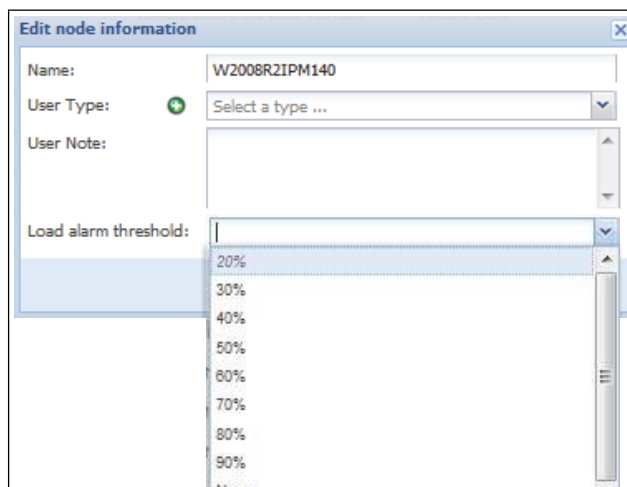 Edit node information
Name: W2008R2IPM140
User Type: Select a type ...
User Note:
Load alarm threshold:
20%
30%
40%
50%
60%
70%
80%
90%